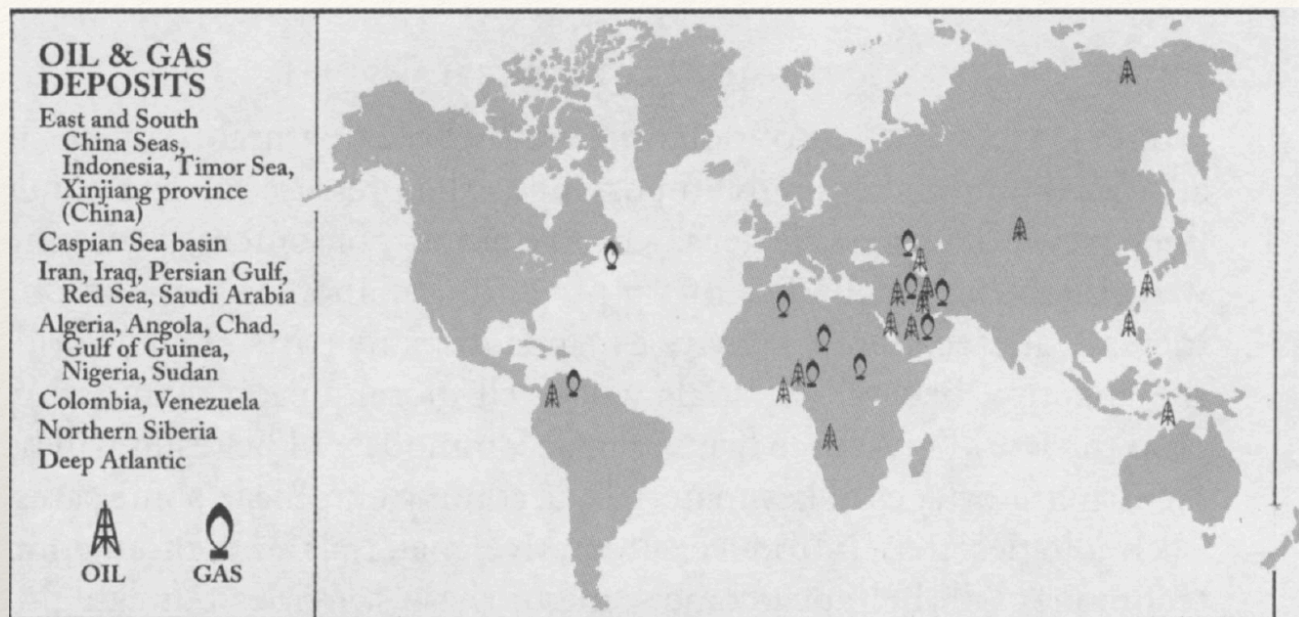 OIL & GAS
DEPOSITS
East and South
China Seas,
Indonesia, Timor Sea,
Xinjiang province
(China)
Caspian Sea basin
Iran, Iraq, Persian Gulf,
Red Sea, Saudi Arabia
Algeria, Angola, Chad,
Gulf of Guinea,
Nigeria, Sudan
Colombia, Venezuela
Northern Siberia
Deep Atlantic
OIL GAS